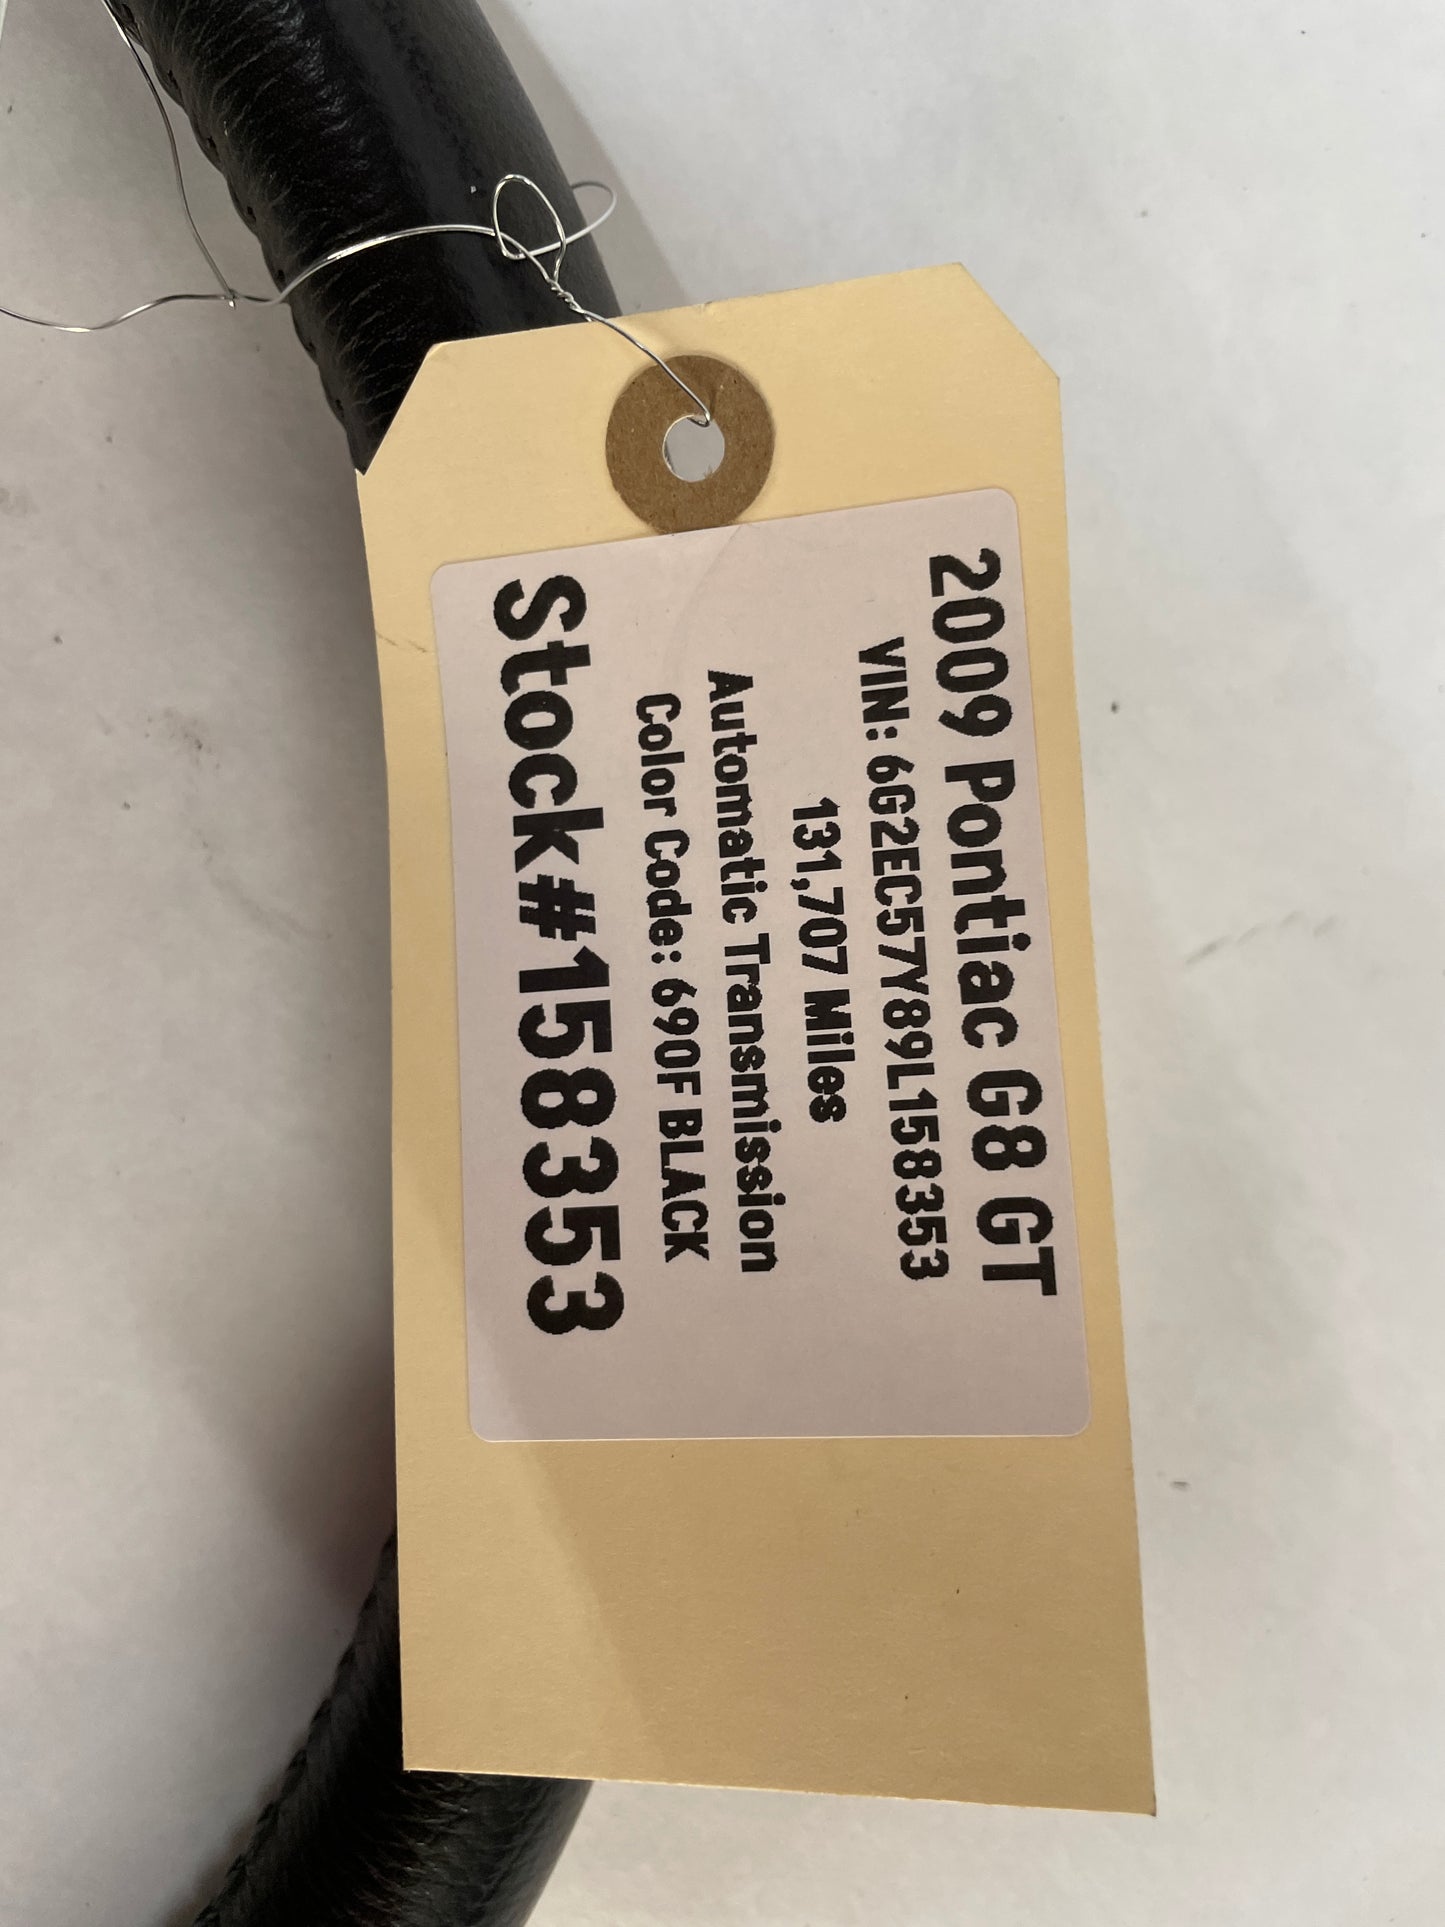 2009 Pontiac G8 GT
VIN: 6G2EC57Y89L158353
131,707 Miles
Automatic Transmission
Color Code: 690F BLACK
Stock#158353